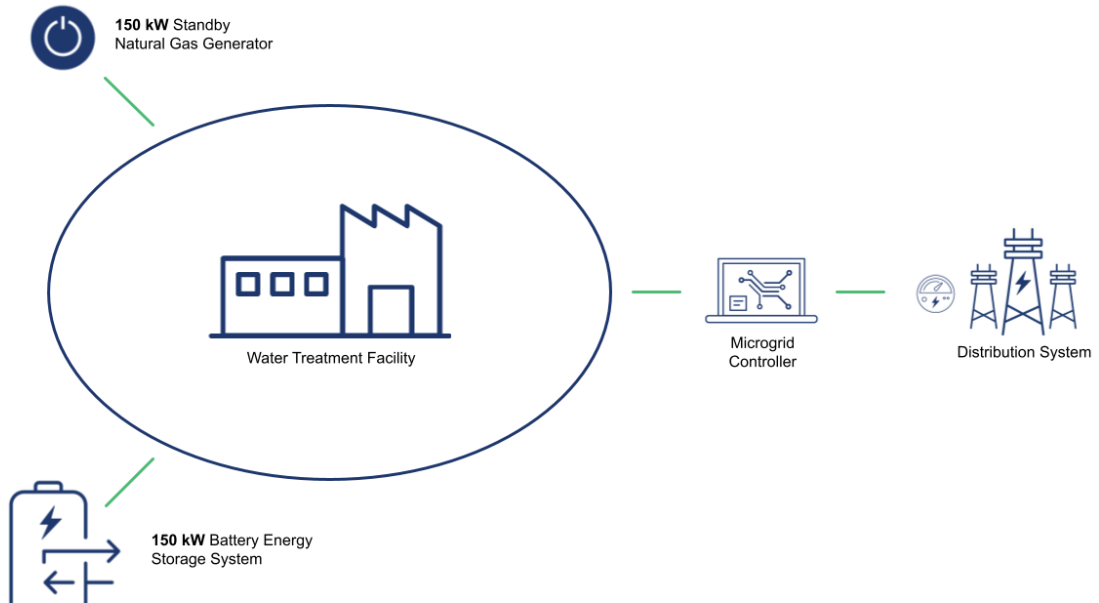 150 kW Standby
Natural Gas Generator
Water Treatment Facility
Microgrid
Controller
Distribution System
150 kW Battery Energy
Storage System